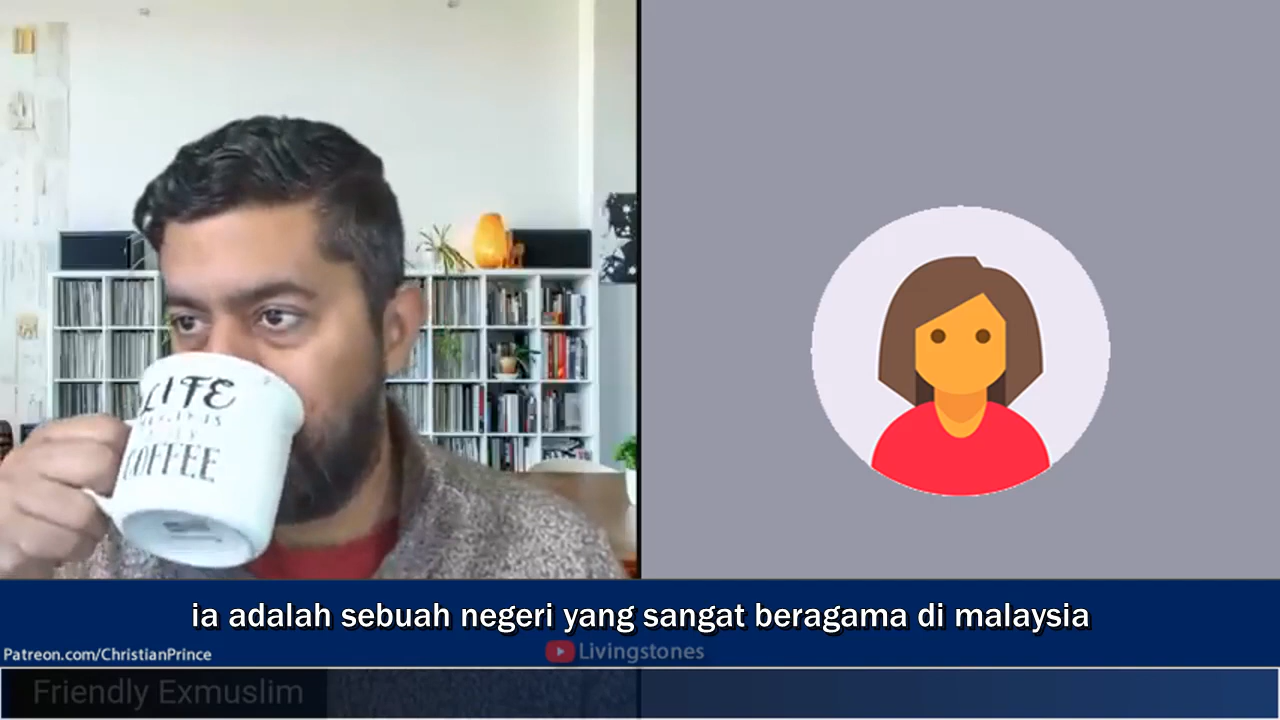 LIFE
COFFEE
ia adalah sebuah negeri yang sangat beragama di malaysia
Patreon.com/ChristianPrince
Livingstones
Friendly Exmuslim